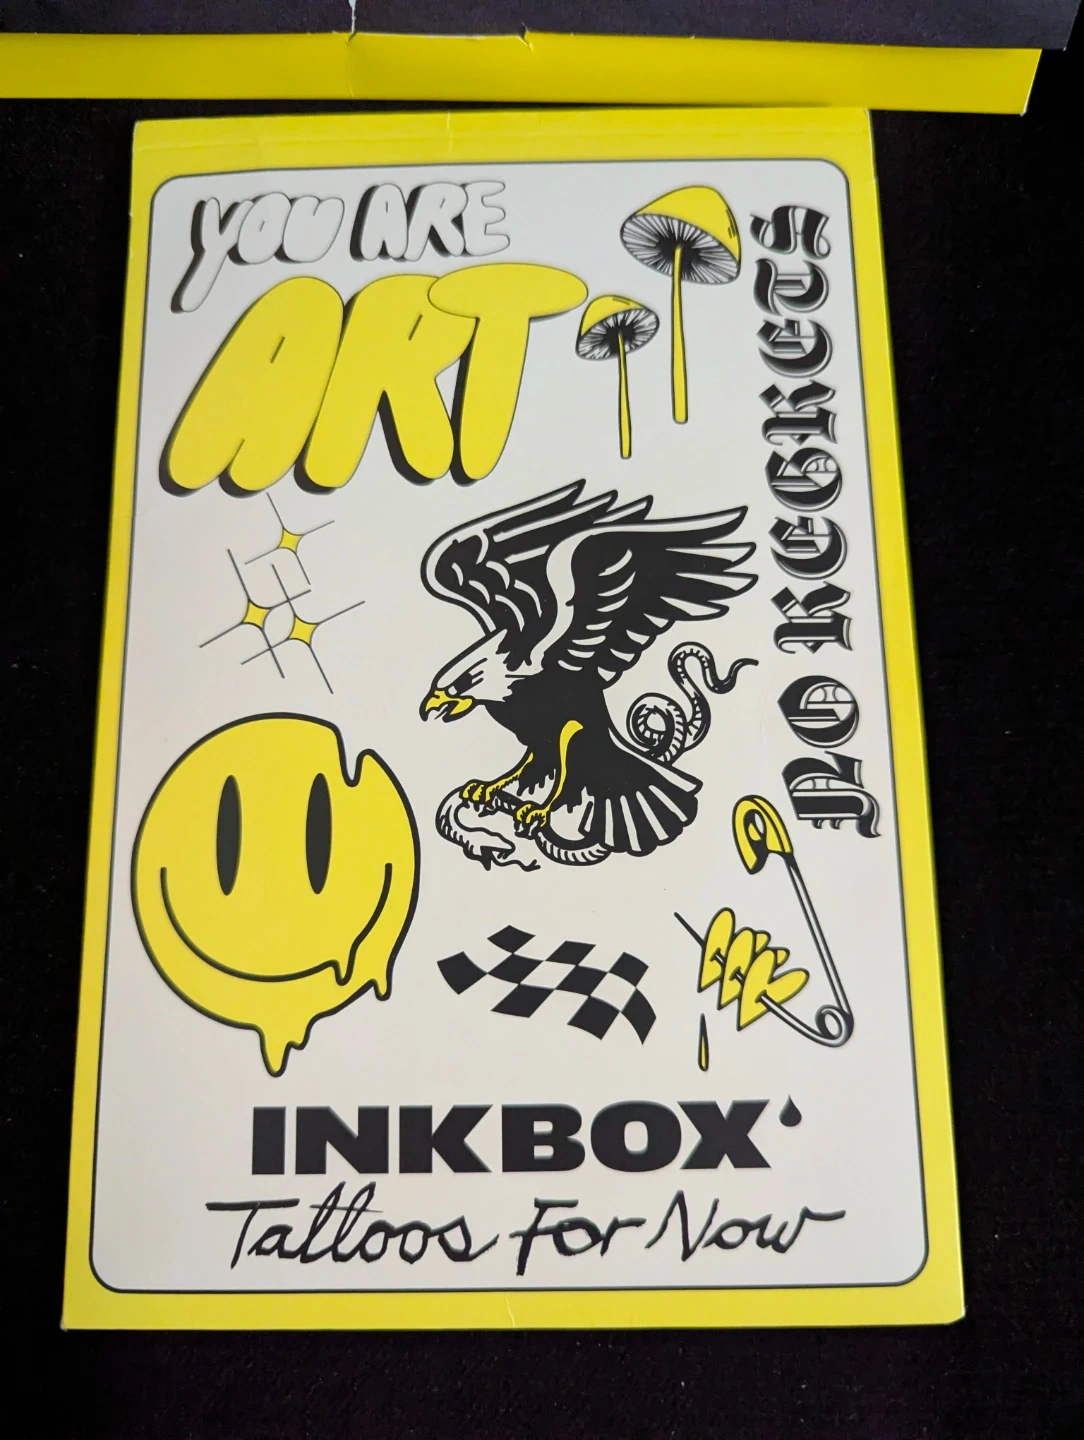 YOU ARE
ART
NO REGRETS
INKBOX
Tattoos For Now